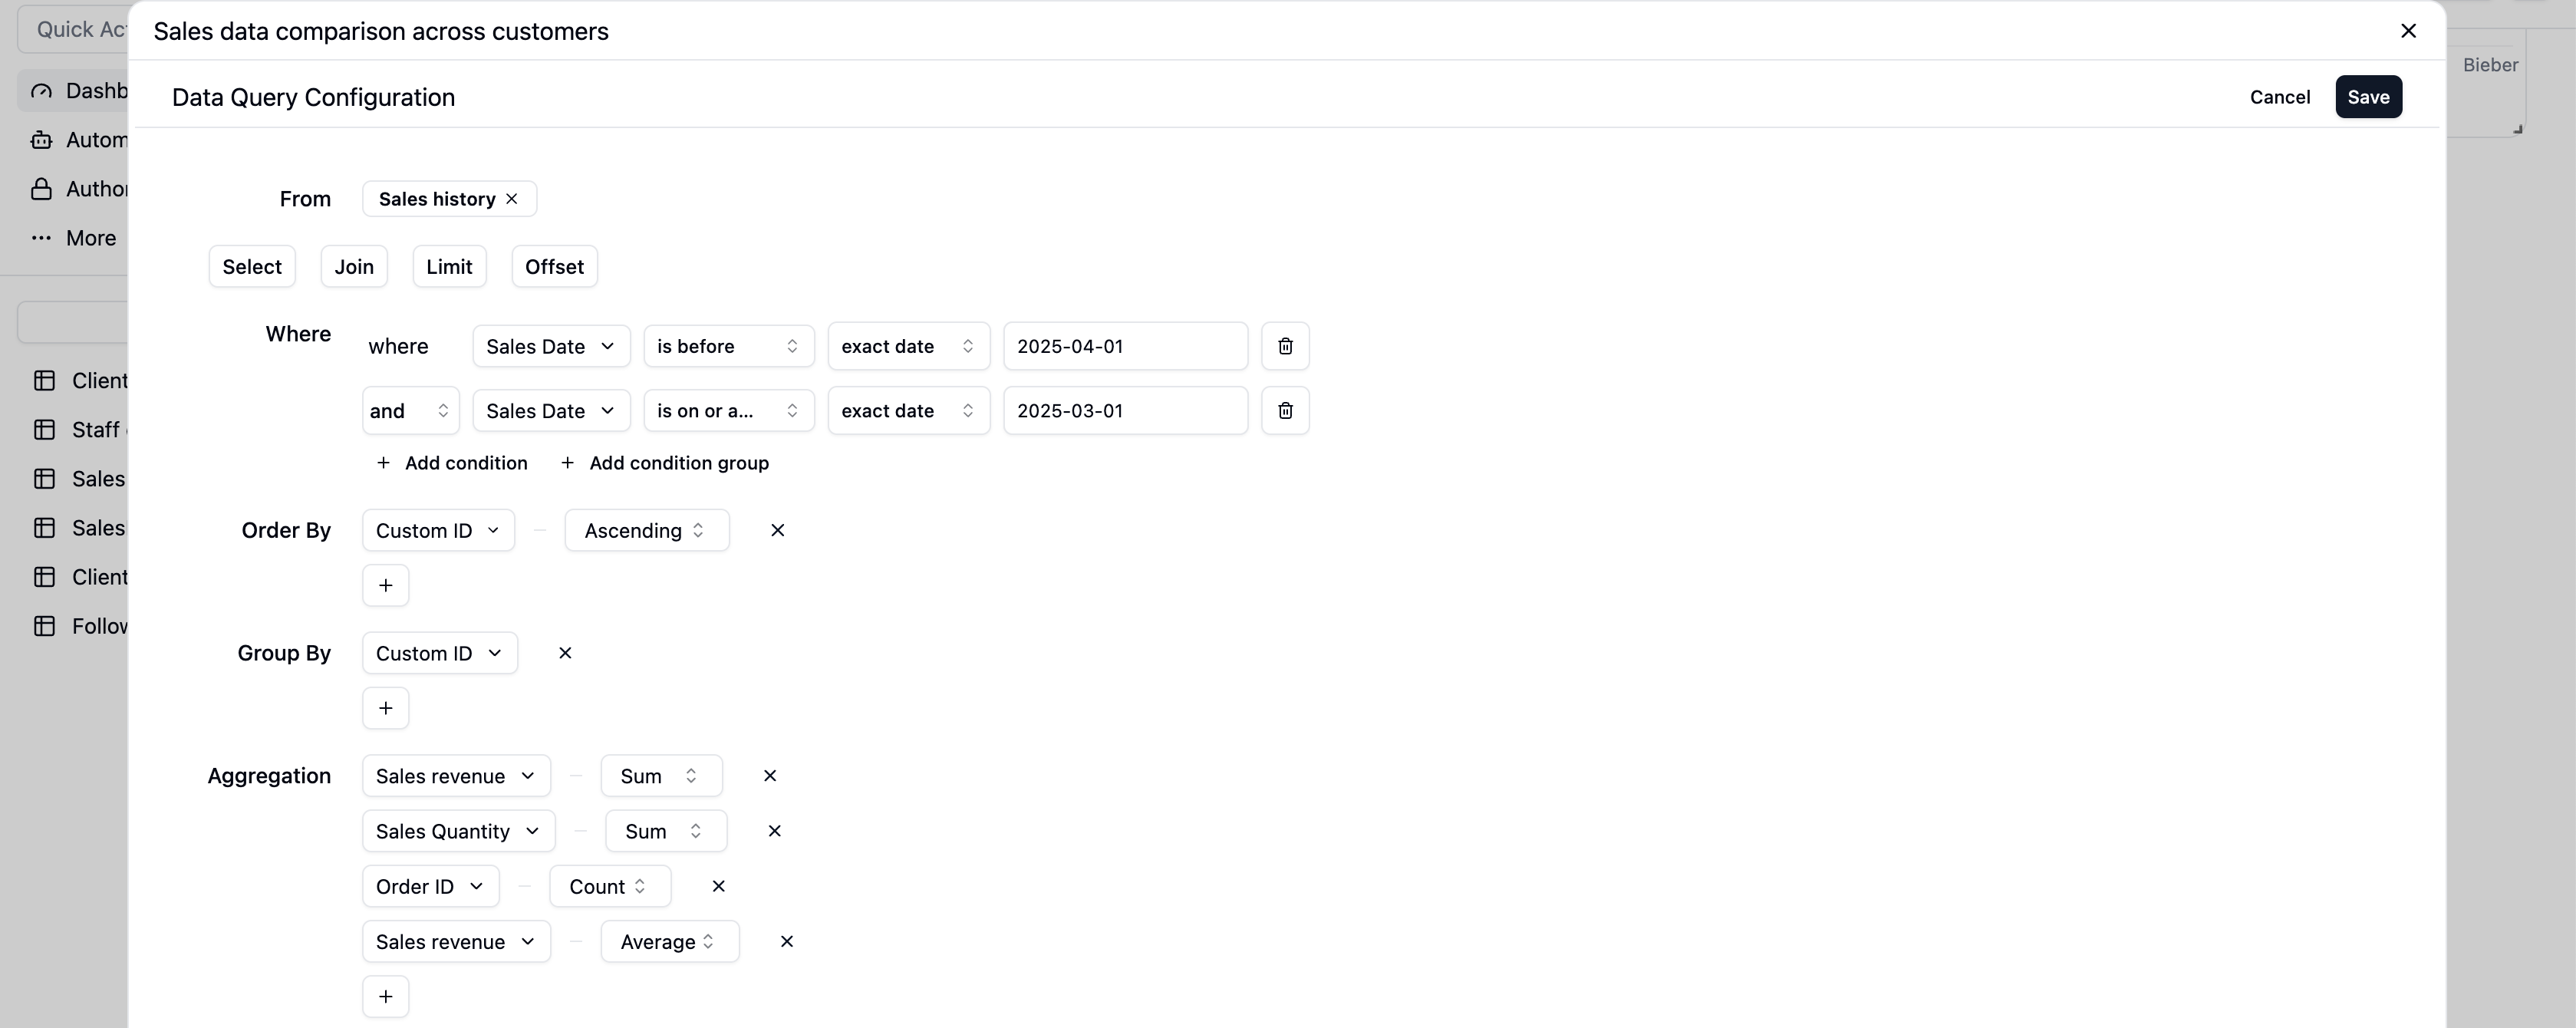 Quick Ac
Sales data comparison across customers
Bieber
Dashb
Data Query Configuration
Cancel
Save
Autom
Autho
More
From
Sales history
Select
Join
Limit
Offset
Where
where
Sales Date
is before
exact date
2025-04-01
and
Sales Date
is on or a...
exact date
2025-03-01
Add condition
Add condition group
Order By
Custom ID
Ascending
Group By
Custom ID
Aggregation
Sales revenue
Sum
Sales Quantity
Sum
Order ID
Count
Sales revenue
Average
Client
Staff
Sales
Sales
Client
Follow